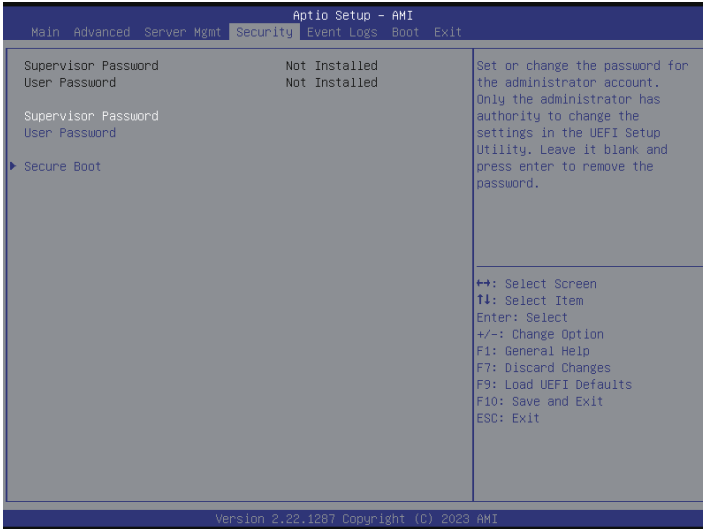 Aptio Setup - AMI
Main Advanced Server Mgmt Security Event Logs Boot Exit
Supervisor Password Not Installed
User Password Not Installed
Supervisor Password
User Password
Secure Boot
Set or change the password for
the administrator account.
Only the administrator has
authority to change the
settings in the UEFI Setup
Utility. Leave it blank and
press enter to remove the
password.
↔: Select Screen
↑↓: Select Item
Enter: Select
+/-: Change Option
F1: General Help
F7: Discard Changes
F9: Load UEFI Defaults
F10: Save and Exit
ESC: Exit
Version 2.22.1287 Copyright (C) 2023 AMI